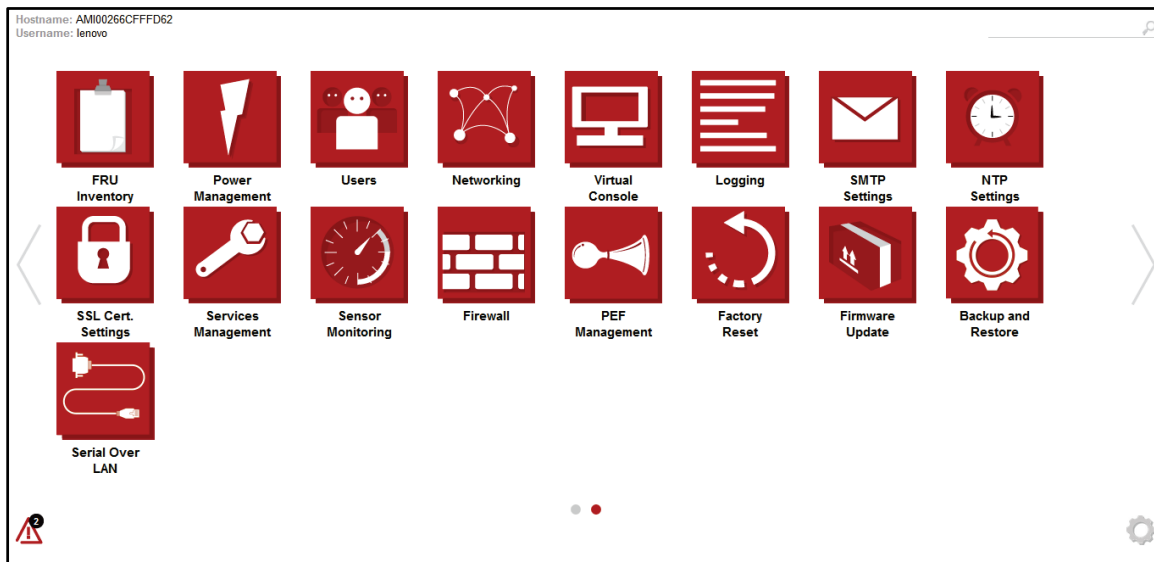 Hostname: AMI00266CFFFD62
Username: lenovo
FRU
Inventory
Power
Management
Users
Networking
Virtual
Console
Logging
SMTP
Settings
NTP
Settings
SSL Cert.
Settings
Services
Management
Sensor
Monitoring
Firewall
PEF
Management
Factory
Reset
Firmware
Update
Backup and
Restore
Serial Over
LAN
2